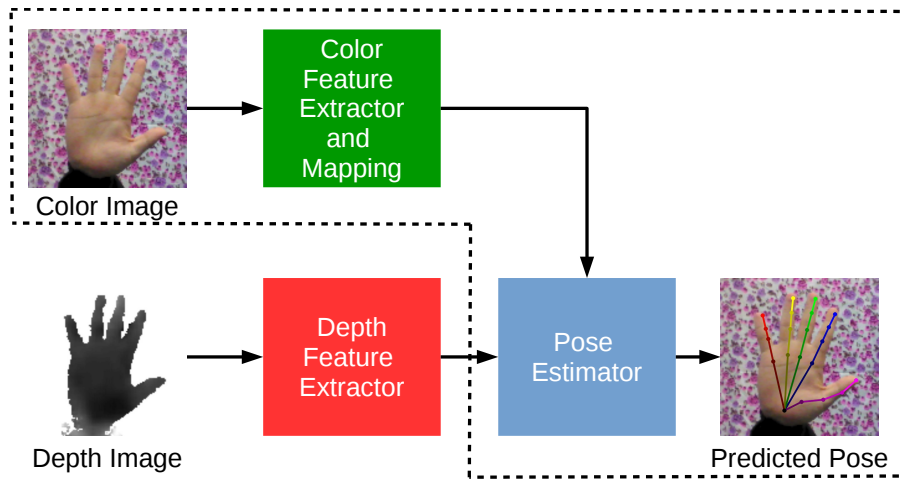 Color
Feature
Extractor
and
Mapping
Color Image
Depth
Feature
Extractor
Pose
Estimator
Depth Image
Predicted Pose